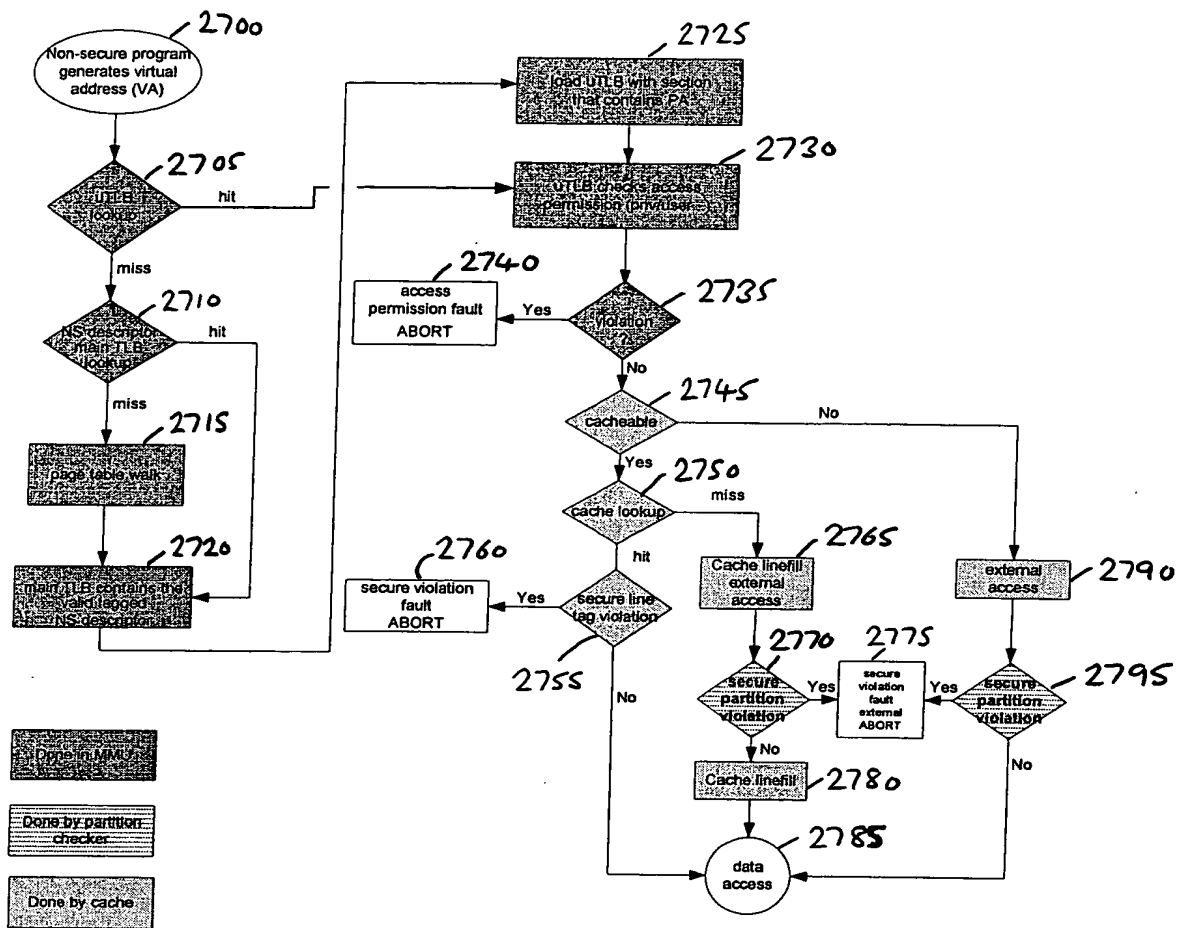 2700
Non-secure program
generates virtual
address (VA)
2705
UTLB
lookup
?
hit
miss
2710
NS descriptor
main TLB
lookup
hit
miss
2715
page table walk
2720
main TLB contains the
valid tagged
NS descriptor
2725
load UTLB with section
that contains PA
2730
UTLB checks access
permission (priv/user...)
2735
violation
?
Yes
2740
access
permission fault
ABORT
No
2745
cacheable
No
Yes
2750
cache lookup
miss
hit
2755
secure line
tag violation
Yes
2760
secure violation
fault
ABORT
No
2765
Cache linefill
external
access
2770
secure
partition
violation
Yes
2775
secure
violation
fault
external
ABORT
No
2780
Cache linefill
2790
external
access
2795
secure
partition
violation
Yes
No
2785
data
access
Done in MMU
Done by partition
checker
Done by cache